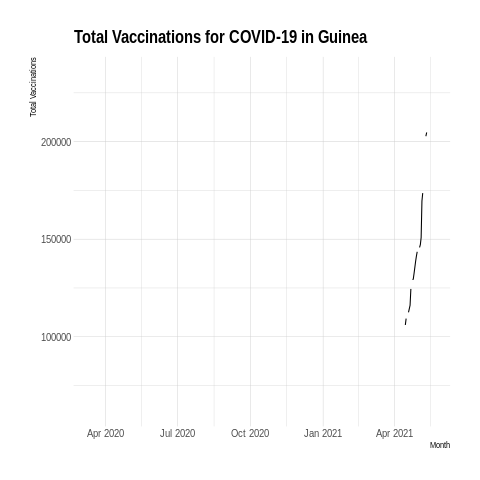 Total Vaccinations for COVID-19 in Guinea
Total Vaccinations
200000
150000
100000
Apr 2020
Jul 2020
Oct 2020
Jan 2021
Apr 2021
Month